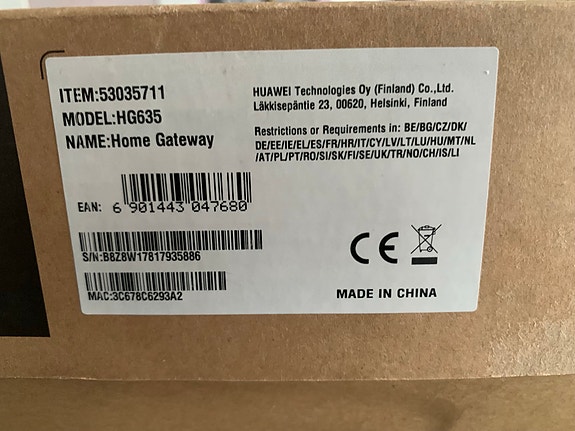 ITEM:53035711
MODEL:HG635
NAME:Home Gateway
HUAWEI Technologies Oy (Finland) Co.,Ltd.
Läkkisepäntie 23, 00620, Helsinki, Finland
Restrictions or Requirements in: BE/BG/CZ/DK/
DE/EE/IE/EL/ES/FR/HR/IT/CY/LV/LT/LU/HU/MT/NL
/AT/PL/PT/RO/SI/SK/FI/SE/UK/TR/NO/CH/IS/LI
EAN: 6 901443 047680
S/N:B8Z8W17817935886
MAC:3C678C6293A2
CE
MADE IN CHINA